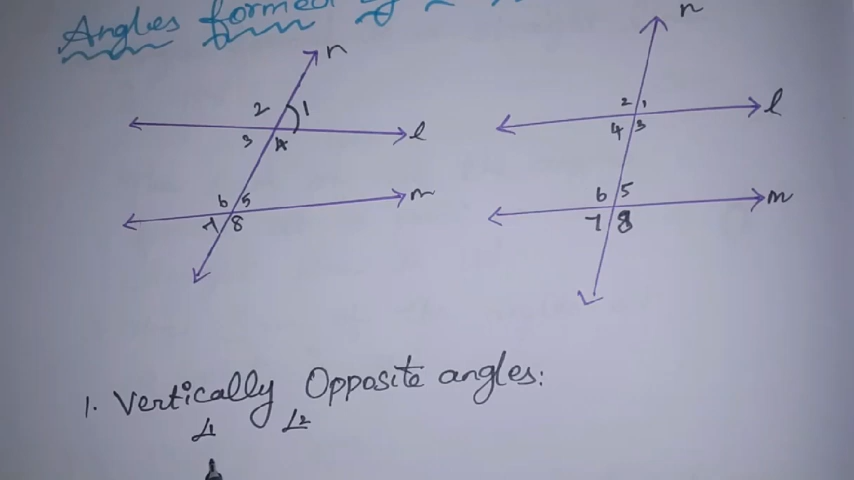 Angles formed
n
n
2 1
2 1
l
l
3 4
4 3
6 5
m
6 5
m
7 8
7 8
1. Vertically Opposite angles:
∠1 ∠2